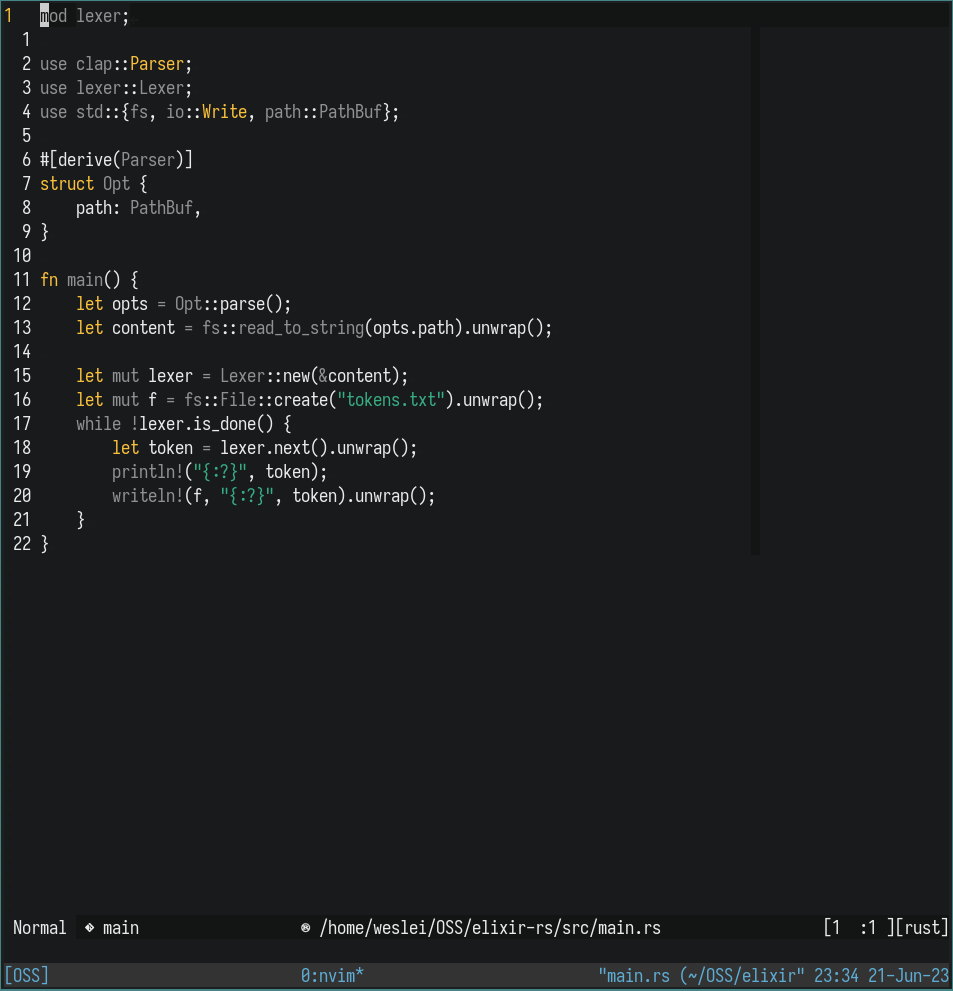 1   mod lexer;
  1
  2 use clap::Parser;
  3 use lexer::Lexer;
  4 use std::{fs, io::Write, path::PathBuf};
  5
  6 #[derive(Parser)]
  7 struct Opt {
  8     path: PathBuf,
  9 }
 10
 11 fn main() {
 12     let opts = Opt::parse();
 13     let content = fs::read_to_string(opts.path).unwrap();
 14
 15     let mut lexer = Lexer::new(&content);
 16     let mut f = fs::File::create("tokens.txt").unwrap();
 17     while !lexer.is_done() {
 18         let token = lexer.next().unwrap();
 19         println!("{:?}", token);
 20         writeln!(f, "{:?}", token).unwrap();
 21     }
 22 }
Normal main /home/weslei/OSS/elixir-rs/src/main.rs [1  :1 ][rust]
[OSS] 0:nvim* "main.rs (~/OSS/elixir" 23:34 21-Jun-23